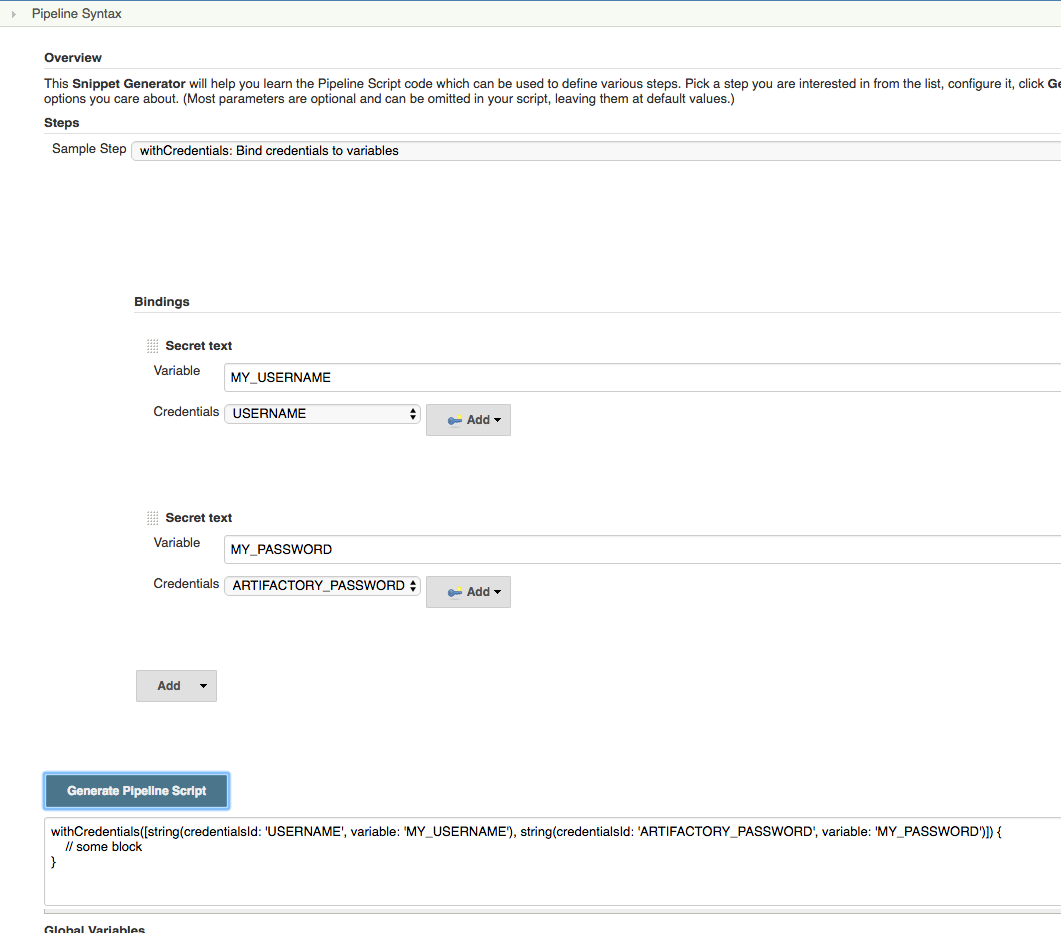 Pipeline Syntax
Overview
This Snippet Generator will help you learn the Pipeline Script code which can be used to define various steps. Pick a step you are interested in from the list, configure it, click Ge
options you care about. (Most parameters are optional and can be omitted in your script, leaving them at default values.)
Steps
Sample Step withCredentials: Bind credentials to variables
Bindings
Secret text
Variable MY_USERNAME
Credentials USERNAME Add
Secret text
Variable MY_PASSWORD
Credentials ARTIFACTORY_PASSWORD Add
Add
Generate Pipeline Script
withCredentials([string(credentialsId: 'USERNAME', variable: 'MY_USERNAME'), string(credentialsId: 'ARTIFACTORY_PASSWORD', variable: 'MY_PASSWORD')]) {
// some block
}
Global Variables